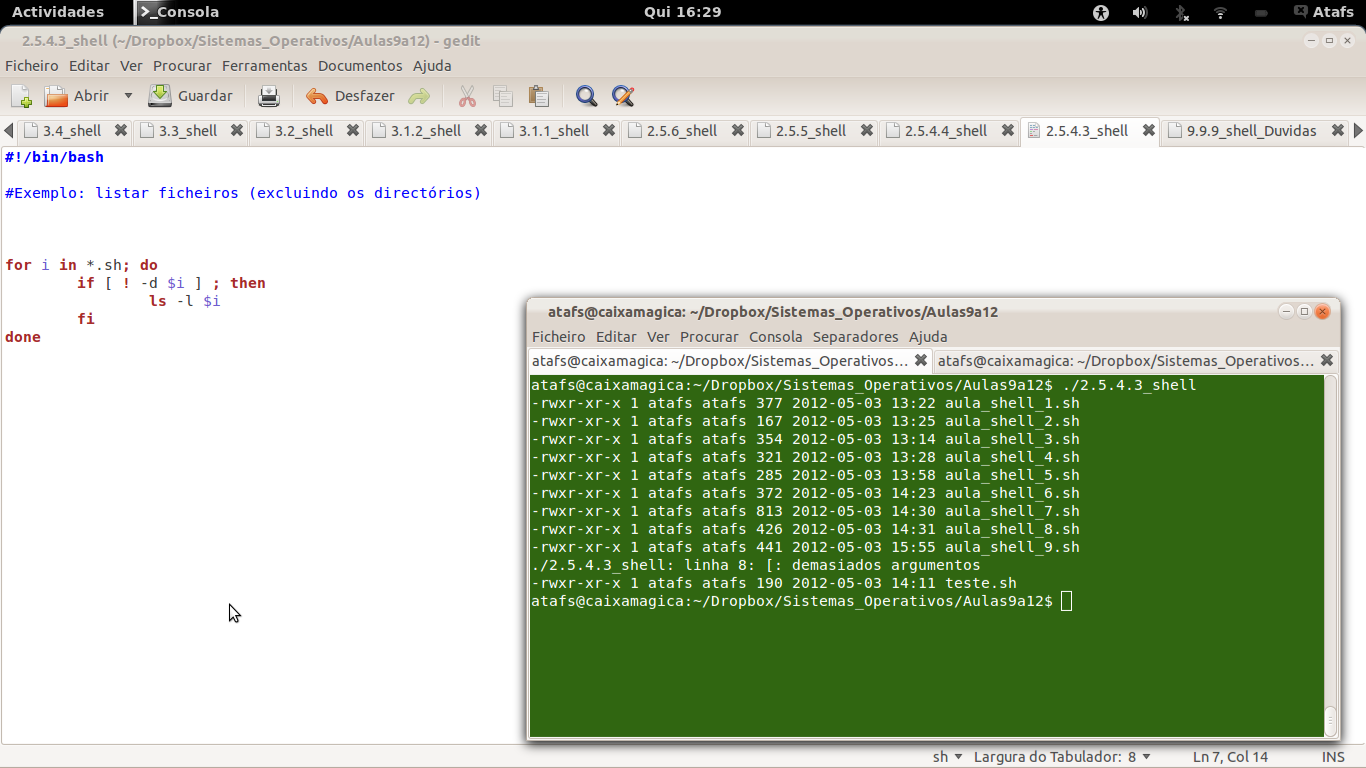 Actividades
Consola
Qui 16:29
Atafs
2.5.4.3_shell (~/Dropbox/Sistemas_Operativos/Aulas9a12) - gedit
Ficheiro Editar Ver Procurar Ferramentas Documentos Ajuda
Abrir Guardar Desfazer
3.4_shell 3.3_shell 3.2_shell 3.1.2_shell 3.1.1_shell 2.5.6_shell 2.5.5_shell 2.5.4.4_shell 2.5.4.3_shell 9.9.9_shell_Duvidas
#!/bin/bash
#Exemplo: listar ficheiros (excluindo os directórios)
for i in *.sh; do
if [ ! -d $i ] ; then
ls -l $i
fi
done
atafs@caixamagica: ~/Dropbox/Sistemas_Operativos/Aulas9a12
Ficheiro Editar Ver Procurar Consola Separadores Ajuda
atafs@caixamagica: ~/Dropbox/Sistemas_Operativos... atafs@caixamagica: ~/Dropbox/Sistemas_Operativos...
atafs@caixamagica:~/Dropbox/Sistemas_Operativos/Aulas9a12$ ./2.5.4.3_shell
-rwxr-xr-x 1 atafs atafs 377 2012-05-03 13:22 aula_shell_1.sh
-rwxr-xr-x 1 atafs atafs 167 2012-05-03 13:25 aula_shell_2.sh
-rwxr-xr-x 1 atafs atafs 354 2012-05-03 13:14 aula_shell_3.sh
-rwxr-xr-x 1 atafs atafs 321 2012-05-03 13:28 aula_shell_4.sh
-rwxr-xr-x 1 atafs atafs 285 2012-05-03 13:58 aula_shell_5.sh
-rwxr-xr-x 1 atafs atafs 372 2012-05-03 14:23 aula_shell_6.sh
-rwxr-xr-x 1 atafs atafs 813 2012-05-03 14:30 aula_shell_7.sh
-rwxr-xr-x 1 atafs atafs 426 2012-05-03 14:31 aula_shell_8.sh
-rwxr-xr-x 1 atafs atafs 441 2012-05-03 15:55 aula_shell_9.sh
./2.5.4.3_shell: linha 8: [: demasiados argumentos
-rwxr-xr-x 1 atafs atafs 190 2012-05-03 14:11 teste.sh
atafs@caixamagica:~/Dropbox/Sistemas_Operativos/Aulas9a12$
sh Largura do Tabulador: 8 Ln 7, Col 14 INS